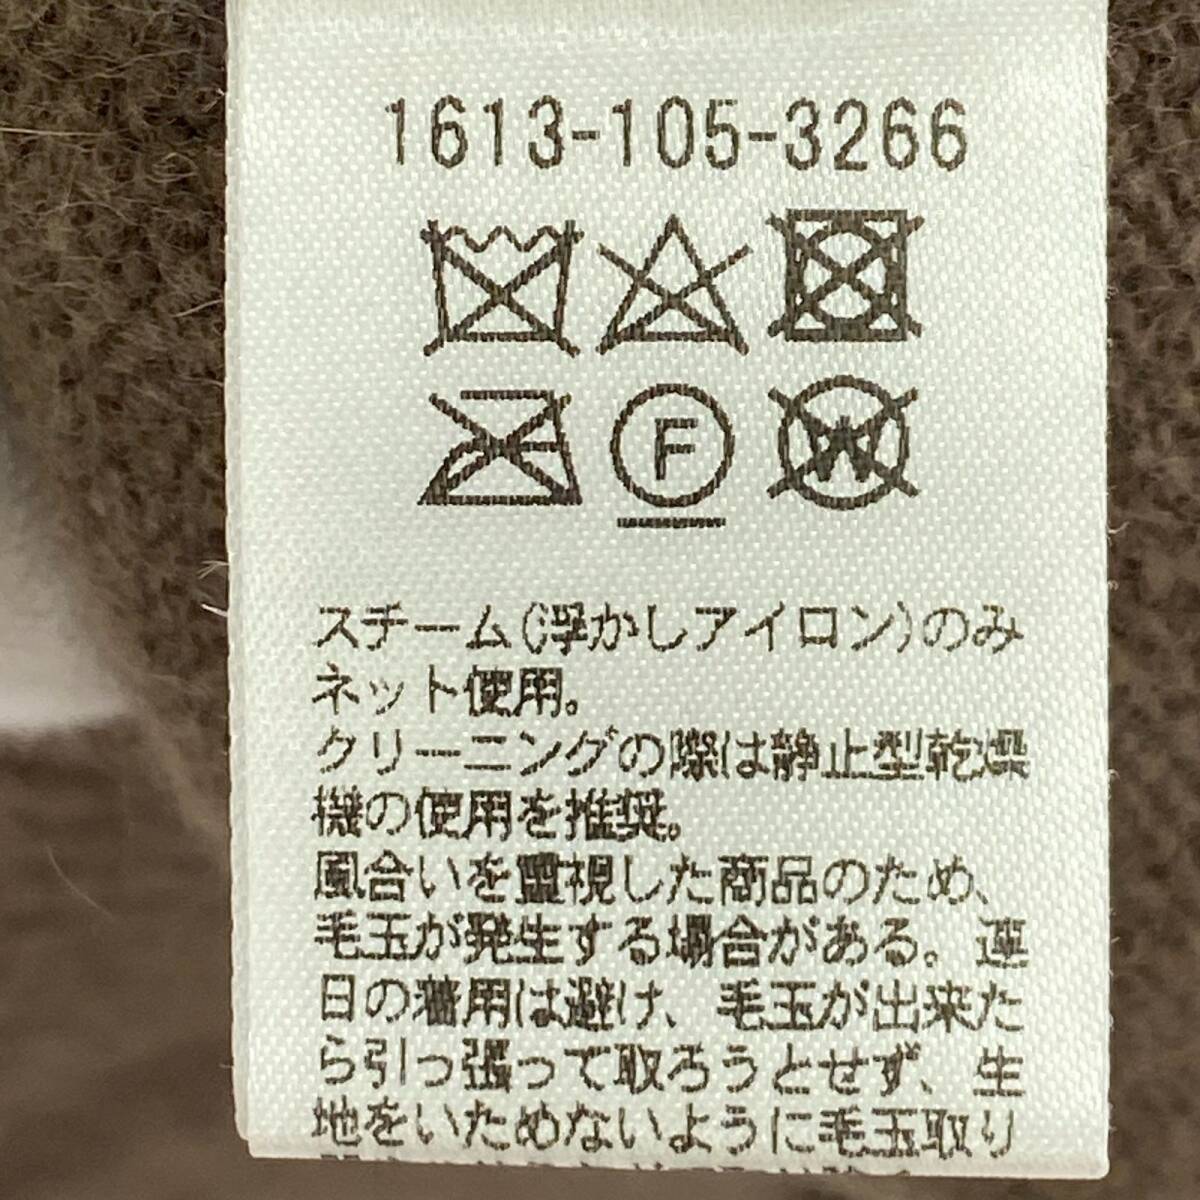 1613-105-3266
F
W
スチーム(浮かしアイロン)のみ
ネット使用。
クリーニングの際は静止型乾燥
機の使用を推奨。
風合いを重視した商品のため、
毛玉が発生する場合がある。連
日の着用は避け、毛玉が出来た
ら引っ張って取ろうとせず、生
地をいためないように毛玉取り